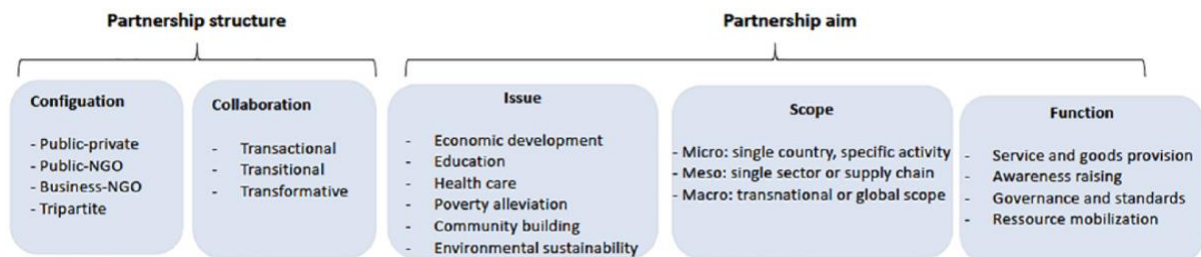 Partnership structure
Partnership aim
Configuation
- Public-private
- Public-NGO
- Business-NGO
- Tripartite
Collaboration
- Transactional
- Transitional
- Transformative
Issue
- Economic development
- Education
- Health care
- Poverty alleviation
- Community building
- Environmental sustainability
Scope
- Micro: single country, specific activity
- Meso: single sector or supply chain
- Macro: transnational or global scope
Function
- Service and goods provision
- Awareness raising
- Governance and standards
- Ressource mobilization